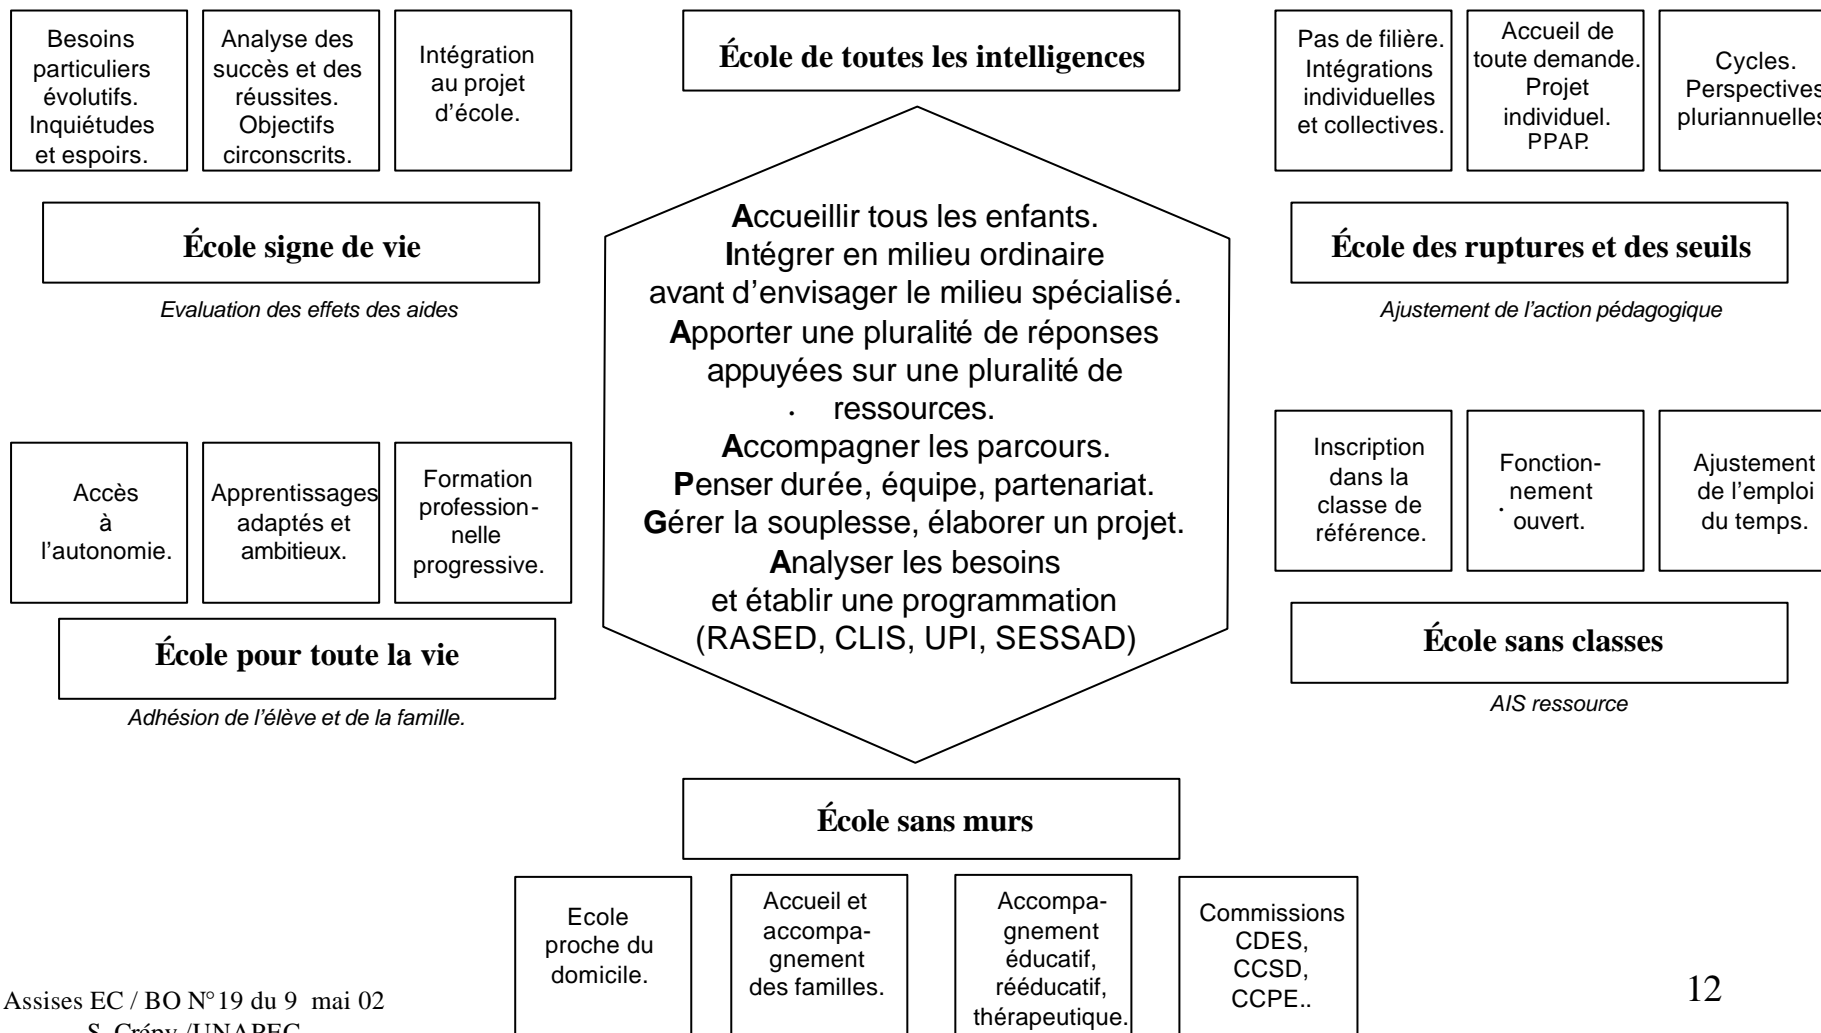 Besoins
particuliers
évolutifs.
Inquiétudes
et espoirs.
Analyse des
succès et des
réussites.
Objectifs
circonscrits.
Intégration
au projet
d’école.
École de toutes les intelligences
Pas de filière.
Intégrations
individuelles
et collectives.
Accueil de
toute demande.
Projet
individuel.
PPAP.
Cycles.
Perspectives
pluriannuelles
École signe de vie
Evaluation des effets des aides
École des ruptures et des seuils
Ajustement de l’action pédagogique
Accueillir tous les enfants.
Intégrer en milieu ordinaire
avant d’envisager le milieu spécialisé.
Apporter une pluralité de réponses
appuyées sur une pluralité de
ressources.
Accompagner les parcours.
Penser durée, équipe, partenariat.
Gérer la souplesse, élaborer un projet.
Analyser les besoins
et établir une programmation
(RASED, CLIS, UPI, SESSAD)
Accès
à
l’autonomie.
Apprentissages
adaptés et
ambitieux.
Formation
profession-
nelle
progressive.
Inscription
dans la
classe de
référence.
Fonction-
nement
ouvert.
Ajustement
de l’emploi
du temps.
École pour toute la vie
Adhésion de l’élève et de la famille.
École sans classes
AIS ressource
École sans murs
Ecole
proche du
domicile.
Accueil et
accompa-
gnement
des familles.
Accompa-
gnement
éducatif,
rééducatif,
thérapeutique.
Commissions
CDES,
CCSD,
CCPE..
Assises EC / BO N°19 du 9 mai 02
S. Crépy /UNAPEC
12